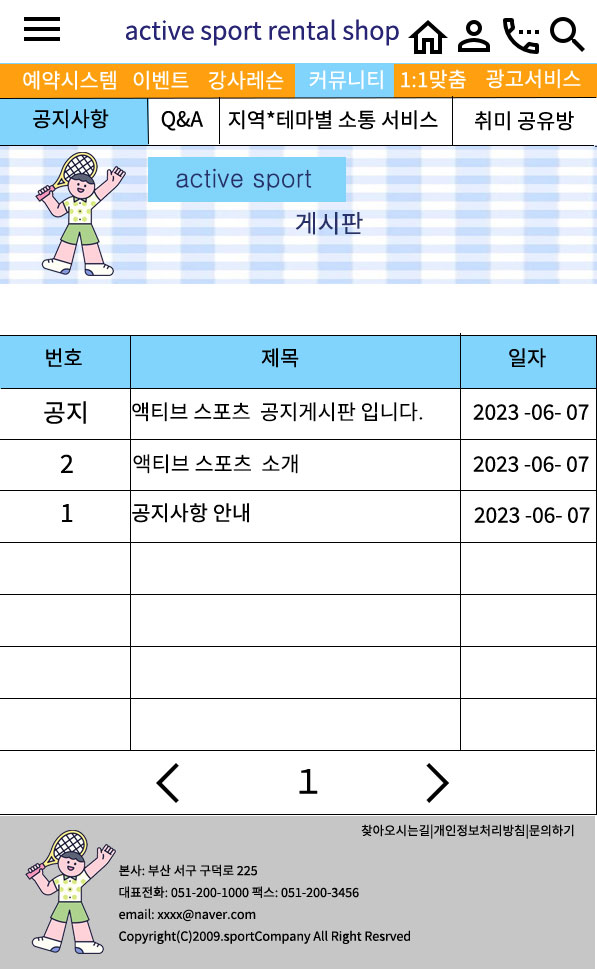 active sport rental shop
예약시스템 이벤트 강사레슨 커뮤니티 1:1맞춤 광고서비스
공지사항 Q&A 지역*테마별 소통 서비스 취미 공유방
active sport
게시판
번호 제목 일자
공지 액티브 스포츠 공지게시판 입니다. 2023 -06- 07
2 액티브 스포츠 소개 2023 -06- 07
1 공지사항 안내 2023 -06- 07
1
찾아오시는길|개인정보처리방침|문의하기
본사: 부산 서구 구덕로 225
대표전화: 051-200-1000 팩스: 051-200-3456
email: xxxx@naver.com
Copyright(C)2009.sportCompany All Right Resrved